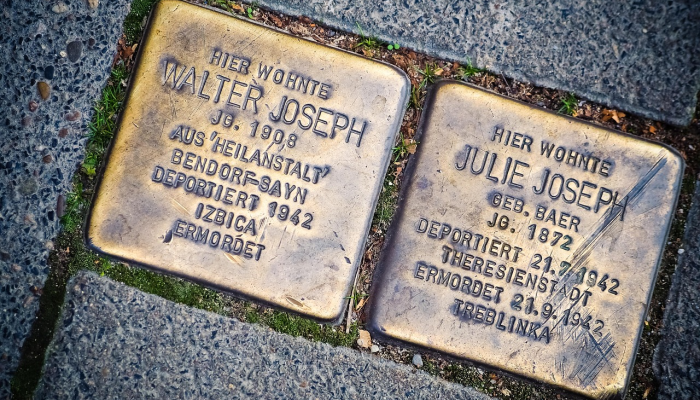 HIER WOHNTE
WALTER JOSEPH
JG. 1908
AUS 'HEILANSTALT'
BENDORF-SAYN
DEPORTIERT 1942
IZBICA
ERMORDET
HIER WOHNTE
JULIE JOSEPH
GEB. BAER
JG. 1872
DEPORTIERT 21.7.1942
THERESIENSTADT
ERMORDET 21.9.1942
TREBLINKA